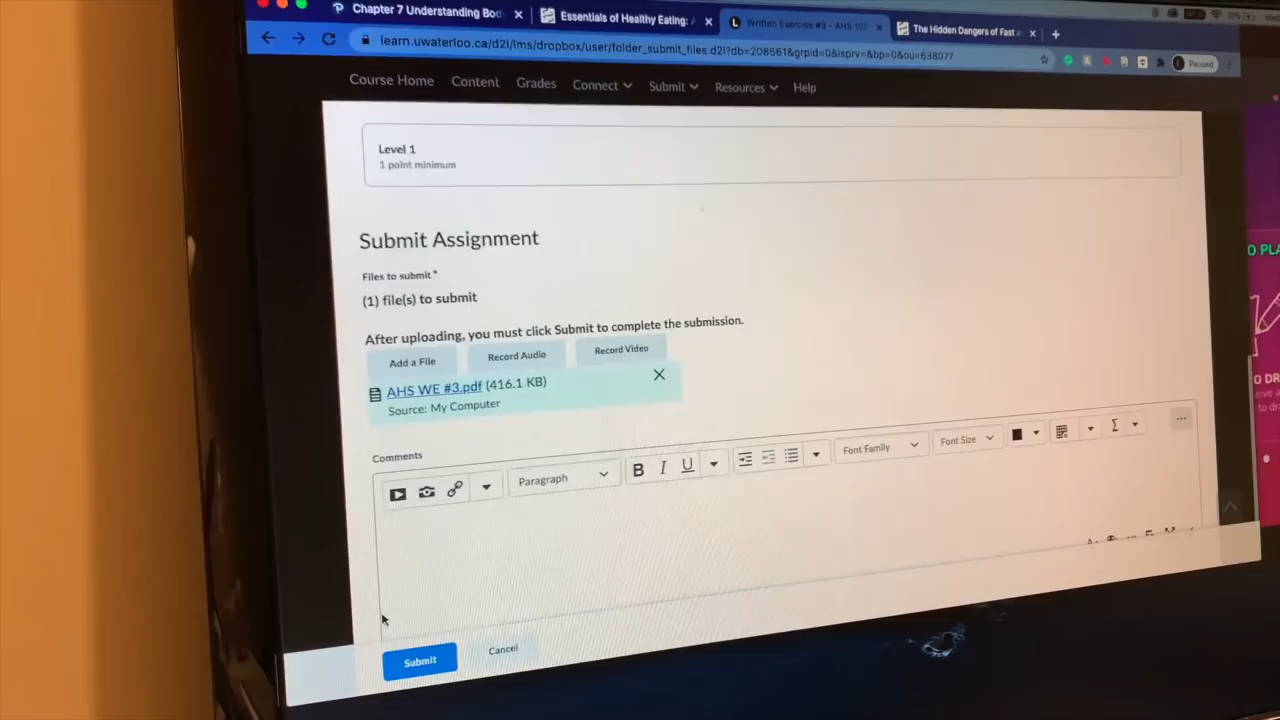 Chapter 7 Understanding Bod
Essentials of Healthy Eating: A
Written Exercise #3 - AHS 100
The Hidden Dangers of Fast a
learn.uwaterloo.ca/d2l/lms/dropbox/user/folder_submit_files.d2l?db=208561&grpid=0&isprv=&bp=0&ou=638077
Paused
Course Home Content Grades Connect Submit Resources Help
Level 1
1 point minimum
Submit Assignment
Files to submit *
(1) file(s) to submit
After uploading, you must click Submit to complete the submission.
Add a File Record Audio Record Video
AHS WE #3.pdf (416.1 KB)
Source: My Computer
Comments
Paragraph B I U Font Family Font Size Σ
Submit Cancel
O PLA
O DR